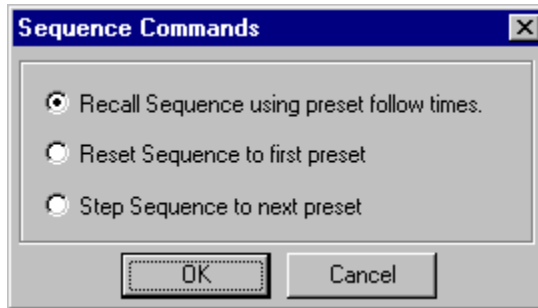 Sequence Commands
Recall Sequence using preset follow times.
Reset Sequence to first preset
Step Sequence to next preset
OK
Cancel